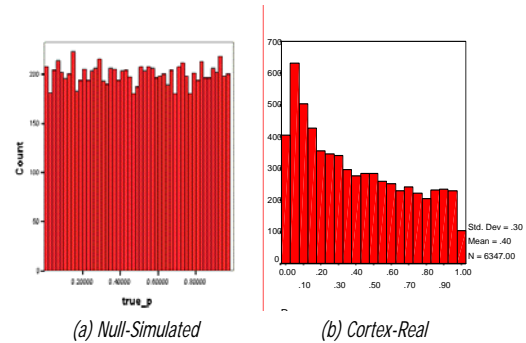 200
150
100
50
0
Count
0.20000 0.40000 0.60000 0.80000
true_p
(a) Null-Simulated
700
600
500
400
300
200
100
0
0.00 .20 .40 .60 .80 1.00
.10 .30 .50 .70 .90
Std. Dev = .30
Mean = .40
N = 6347.00
(b) Cortex-Real